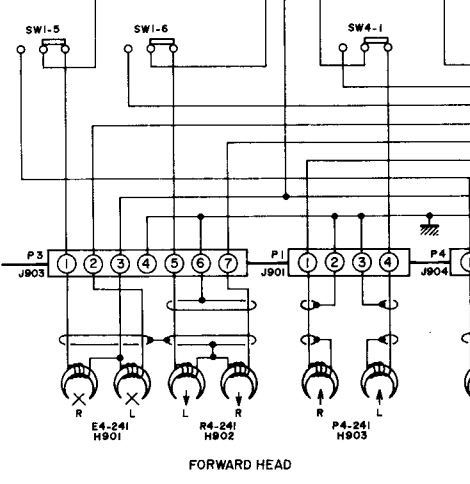 SW1-5
SW1-6
SW4-1
P3
J903
1 2 3 4 5 6 7
P1
J901
1 2 3 4
P4
J904
R L
L R
R L
E4-241
H901
R4-241
H902
P4-241
H903
FORWARD HEAD